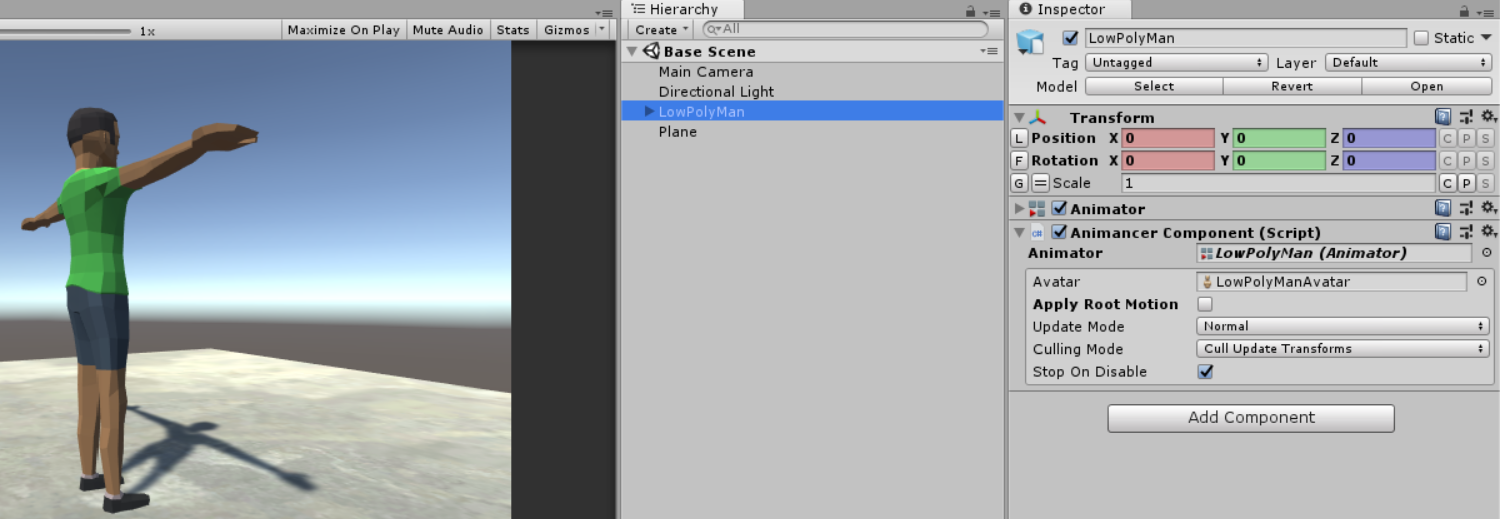 1x
Maximize On Play Mute Audio Stats Gizmos
Hierarchy
Create All
Base Scene
Main Camera
Directional Light
LowPolyMan
Plane
Inspector
LowPolyMan Static
Tag Untagged Layer Default
Model Select Revert Open
Transform
L Position X 0 Y 0 Z 0 C P S
F Rotation X 0 Y 0 Z 0 C P S
G = Scale 1 C P S
Animator
c# Animancer Component (Script)
Animator LowPolyMan (Animator)
Avatar LowPolyManAvatar
Apply Root Motion
Update Mode Normal
Culling Mode Cull Update Transforms
Stop On Disable
Add Component